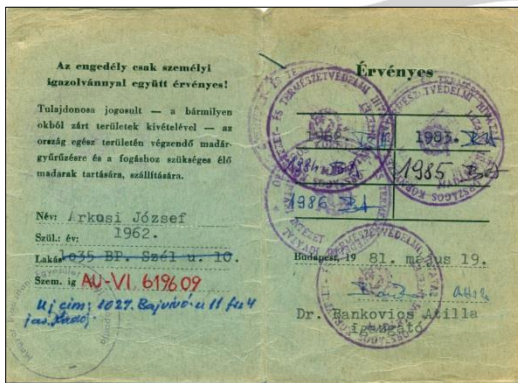 Az engedély csak személyi
igazolvánnyal együtt érvényes!
Tulajdonosa jogosult — a bármilyen
okból zárt területek kivételével — az
ország egész területén végzendő madár-
gyűrűzésre és a fogáshoz szükséges élő
madarak tartására, szállítására.
Név: Arkosi József
Szül.: év: 1962.
Lakás 1035 BP. Szél u. 10.
Szem. ig AU-VI 619609
Uj cím: 1027. Bajvívó u 11 fsz 4
Érvényes
1983.
1984
1985
1986
Budapest, 19 81. május 19.
Dr. Bankovics Attila
igazgató